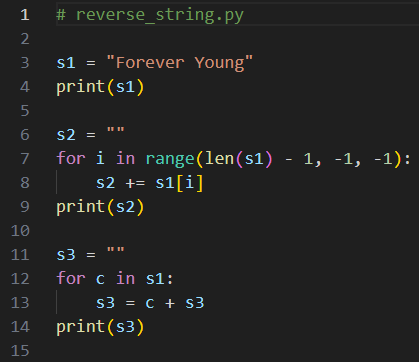 1 # reverse_string.py
2
3 s1 = "Forever Young"
4 print(s1)
5
6 s2 = ""
7 for i in range(len(s1) - 1, -1, -1):
8     s2 += s1[i]
9 print(s2)
10
11 s3 = ""
12 for c in s1:
13     s3 = c + s3
14 print(s3)
15